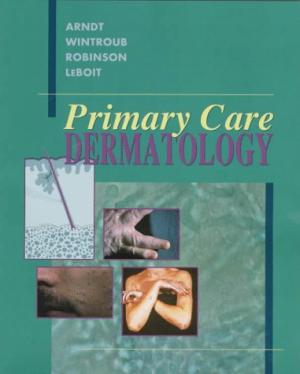 ARNDT
WINTROUB
ROBINSON
LEBOIT
Primary Care
DERMATOLOGY